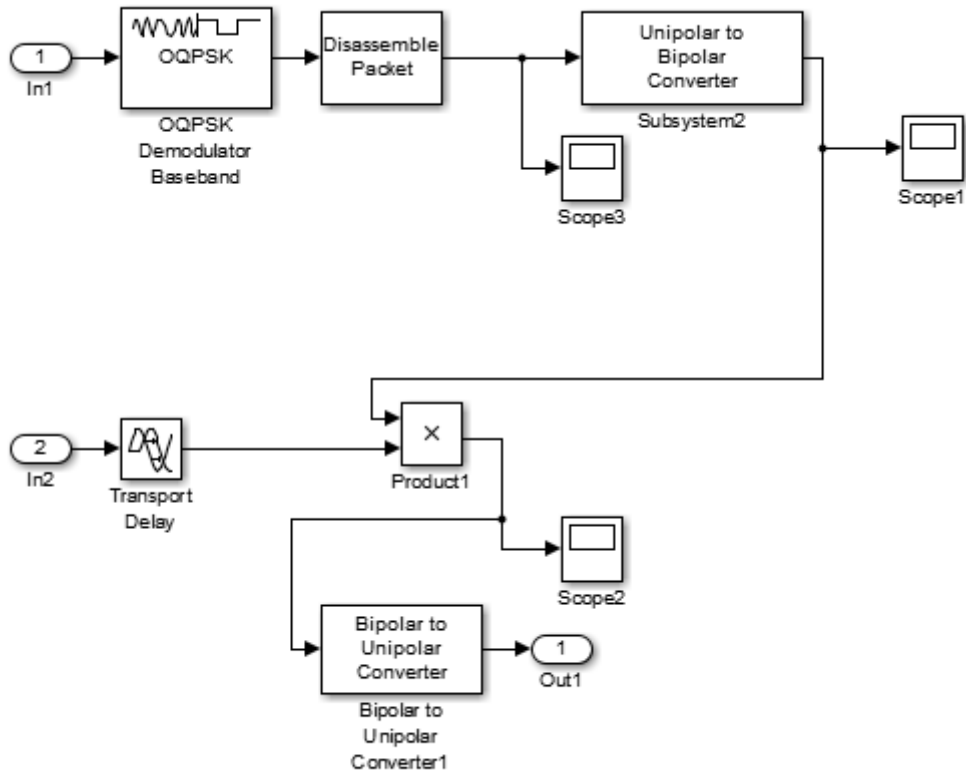 1
In1
OQPSK
OQPSK
Demodulator
Baseband
Disassemble
Packet
Unipolar to
Bipolar
Converter
Subsystem2
Scope3
Scope1
2
In2
Transport
Delay
×
Product1
Scope2
Bipolar to
Unipolar
Converter
Bipolar to
Unipolar
Converter1
1
Out1